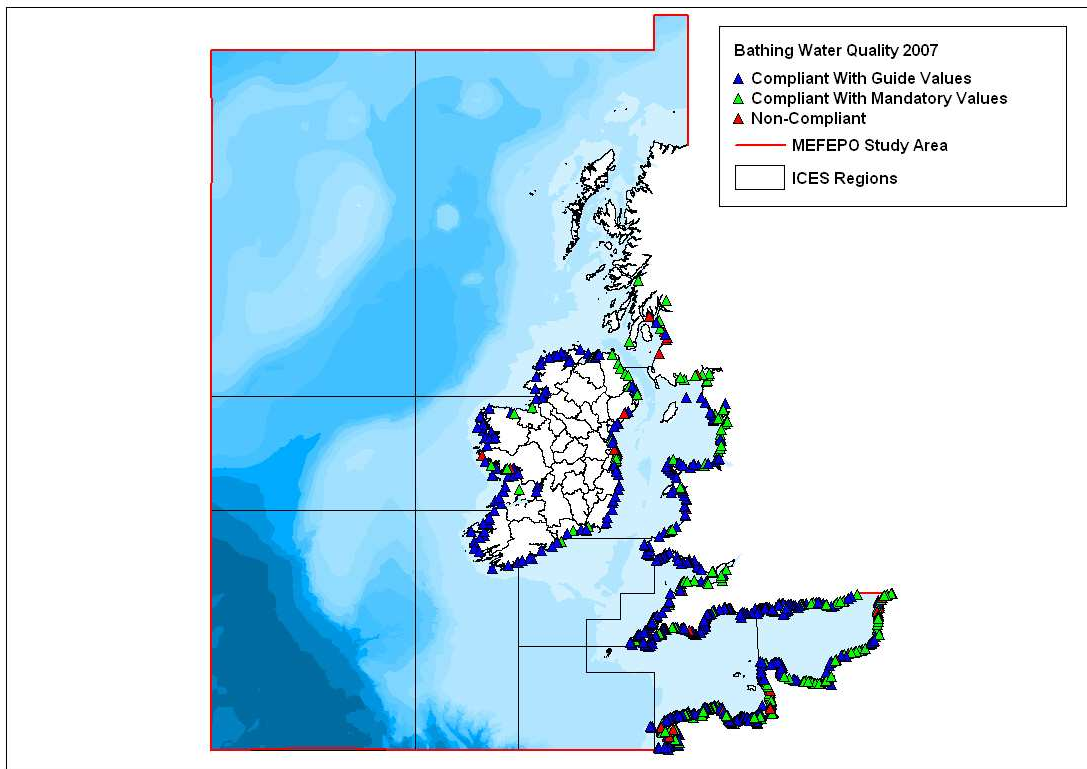 Bathing Water Quality 2007
Compliant With Guide Values
Compliant With Mandatory Values
Non-Compliant
MEFEPO Study Area
ICES Regions